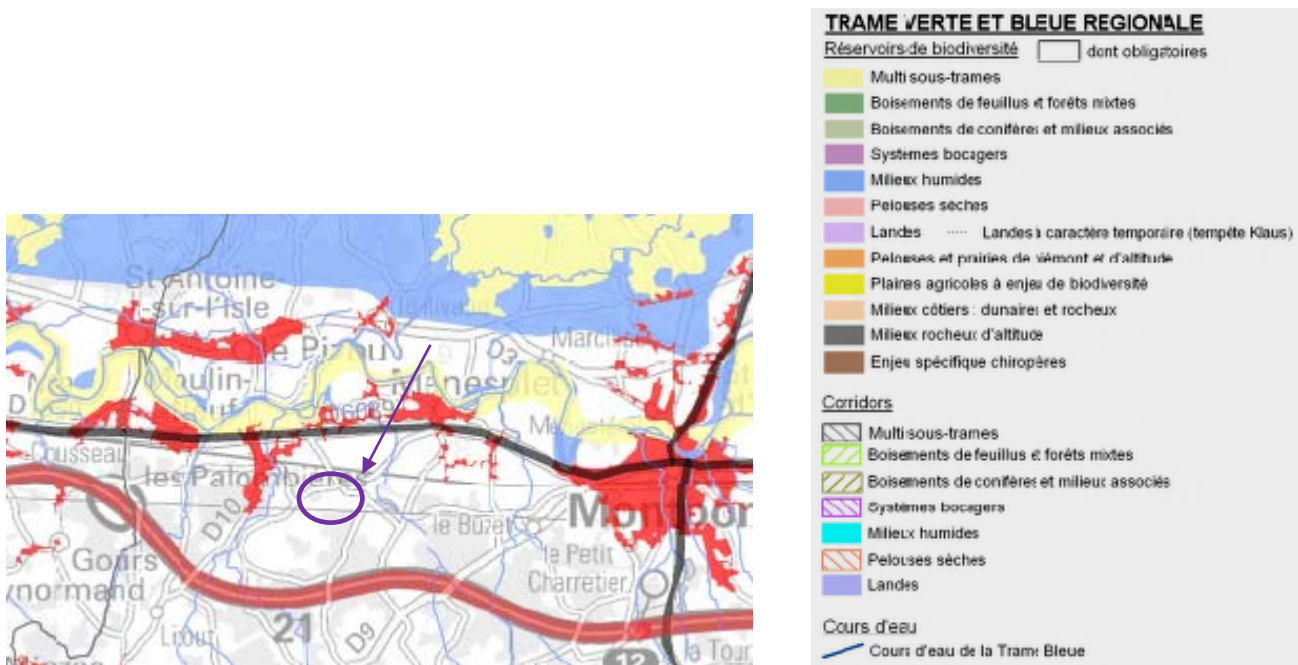 TRAME VERTE ET BLEUE REGIONALE
Réservoirs de biodiversité
dont obligatoires
Multi sous-trames
Boisements de feuillus et forêts mixtes
Boisements de conifères et milieux associés
Systèmes bocagers
Milieux humides
Pelouses sèches
Landes
Landes à caractère temporaire (tempête Klaus)
Pelouses et prairies de piémont et d'altitude
Plaines agricoles à enjeu de biodiversité
Milieux côtiers : dunaires et rocheux
Milieux rocheux d'altitude
Enjeu spécifique chiroptères
Corridors
Multi-sous-trames
Boisements de feuillus et forêts mixtes
Boisements de conifères et milieux associés
Systèmes bocagers
Milieux humides
Pelouses sèches
Landes
Cours d'eau
Cours d'eau de la Trame Bleue
St-Antoine-
-sur-l'Isle
Pizou
Marcil
D3
Moulin-
Neuf
Ménesplet
D
Cousseau
les Palombières
D10
le Buzet
le Petit
Charretier
Gours
ynormand
21
D9
12
la Tour